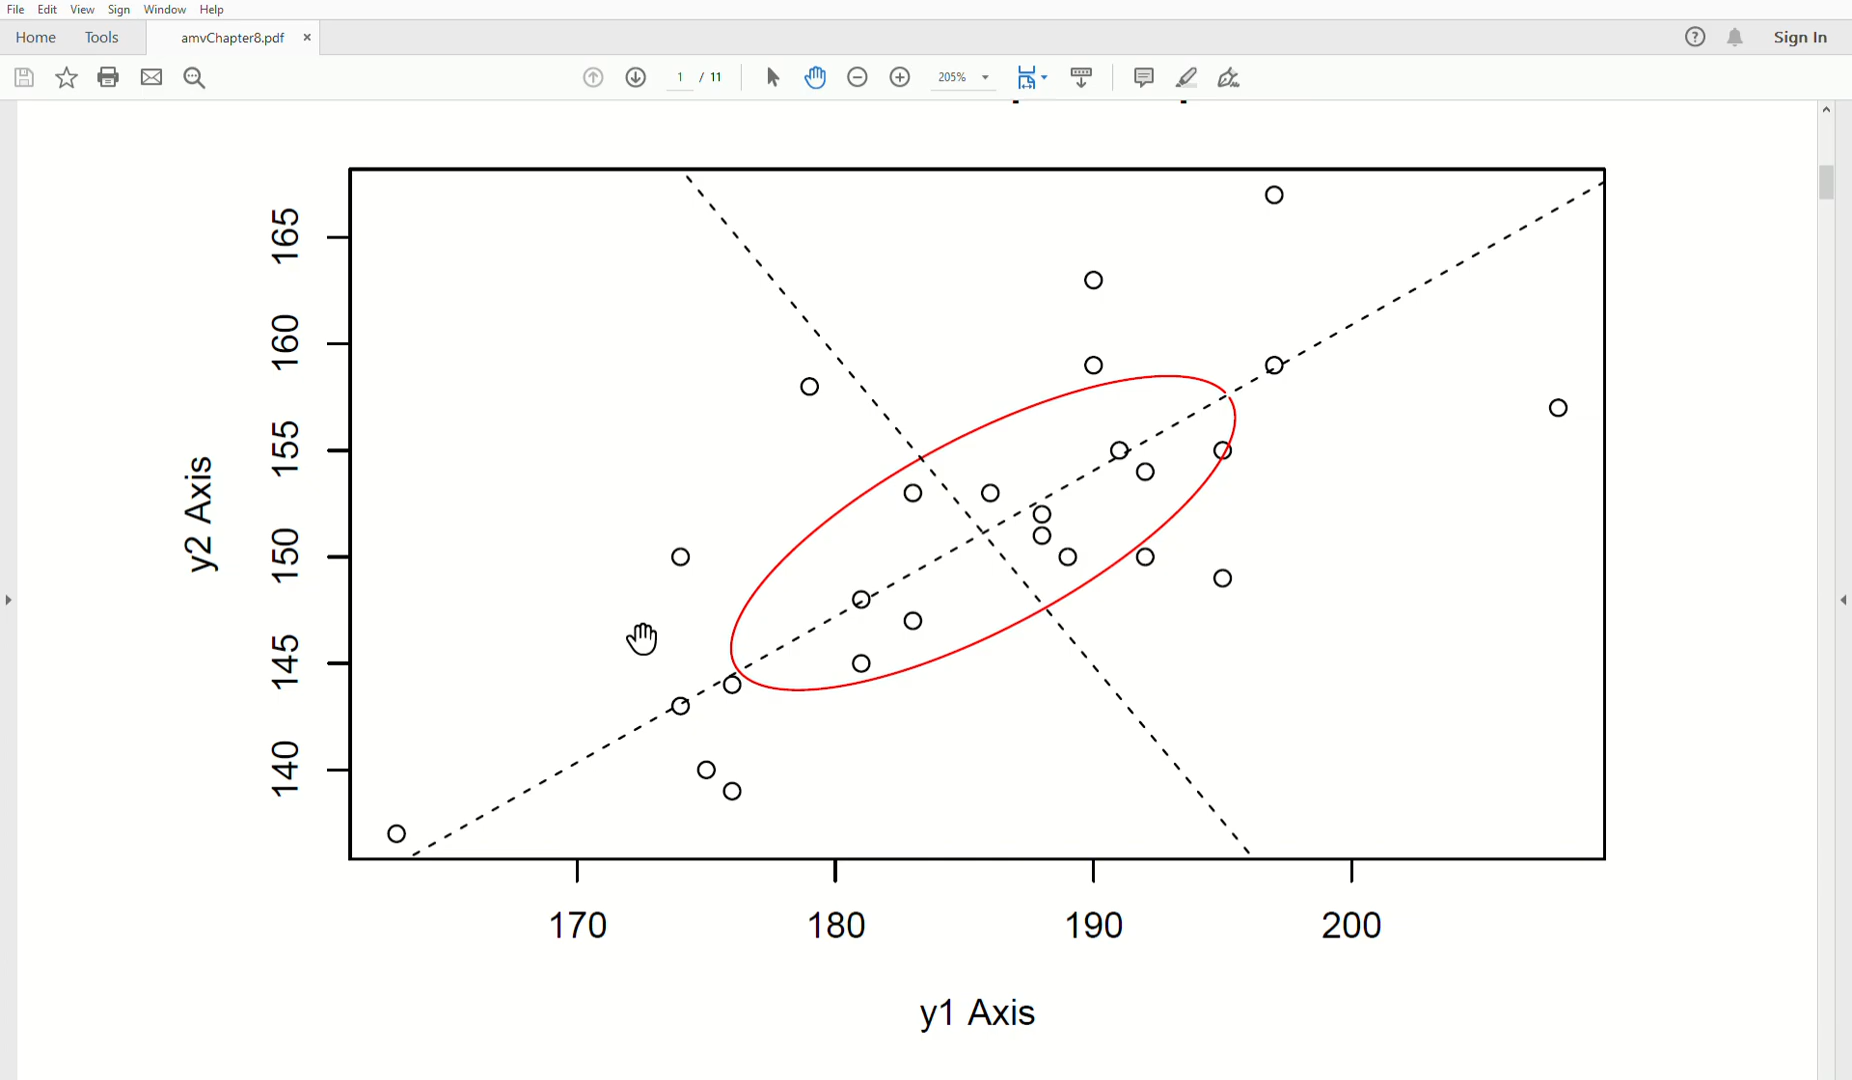 File Edit View Sign Window Help
Home Tools amvChapter8.pdf × ? Sign In
1 / 11 205%
165
160
155
150
145
140
y2 Axis
170 180 190 200
y1 Axis